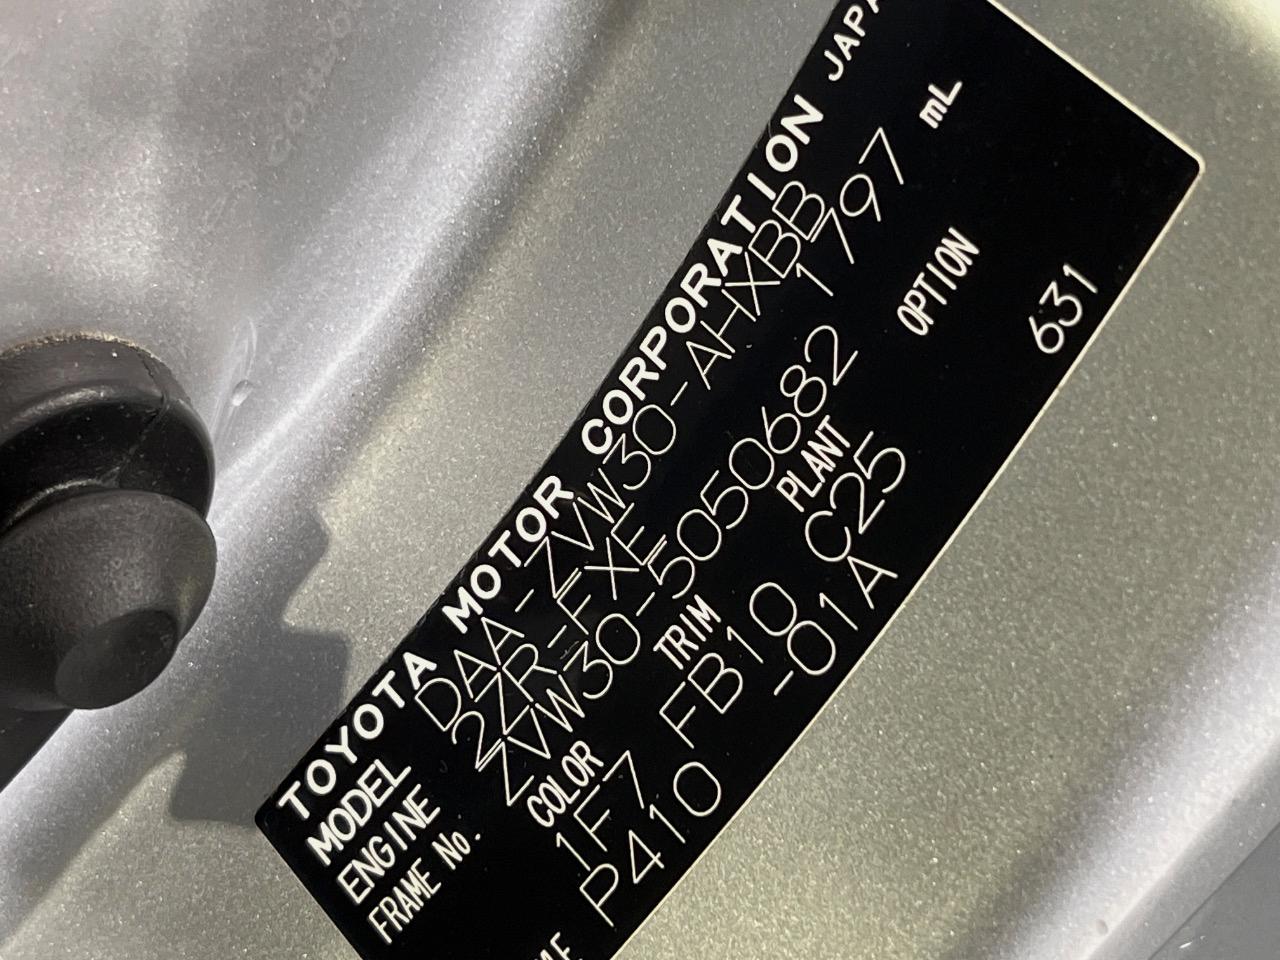 TOYOTA MOTOR CORPORATION
MODEL DAA-ZVW30-AHXBB
ENGINE 2ZR-FXE 1797 mL
FRAME No. ZVW30-5050682
COLOR TRIM PLANT OPTION
1F7 FB10 C25 631
P410 -01A